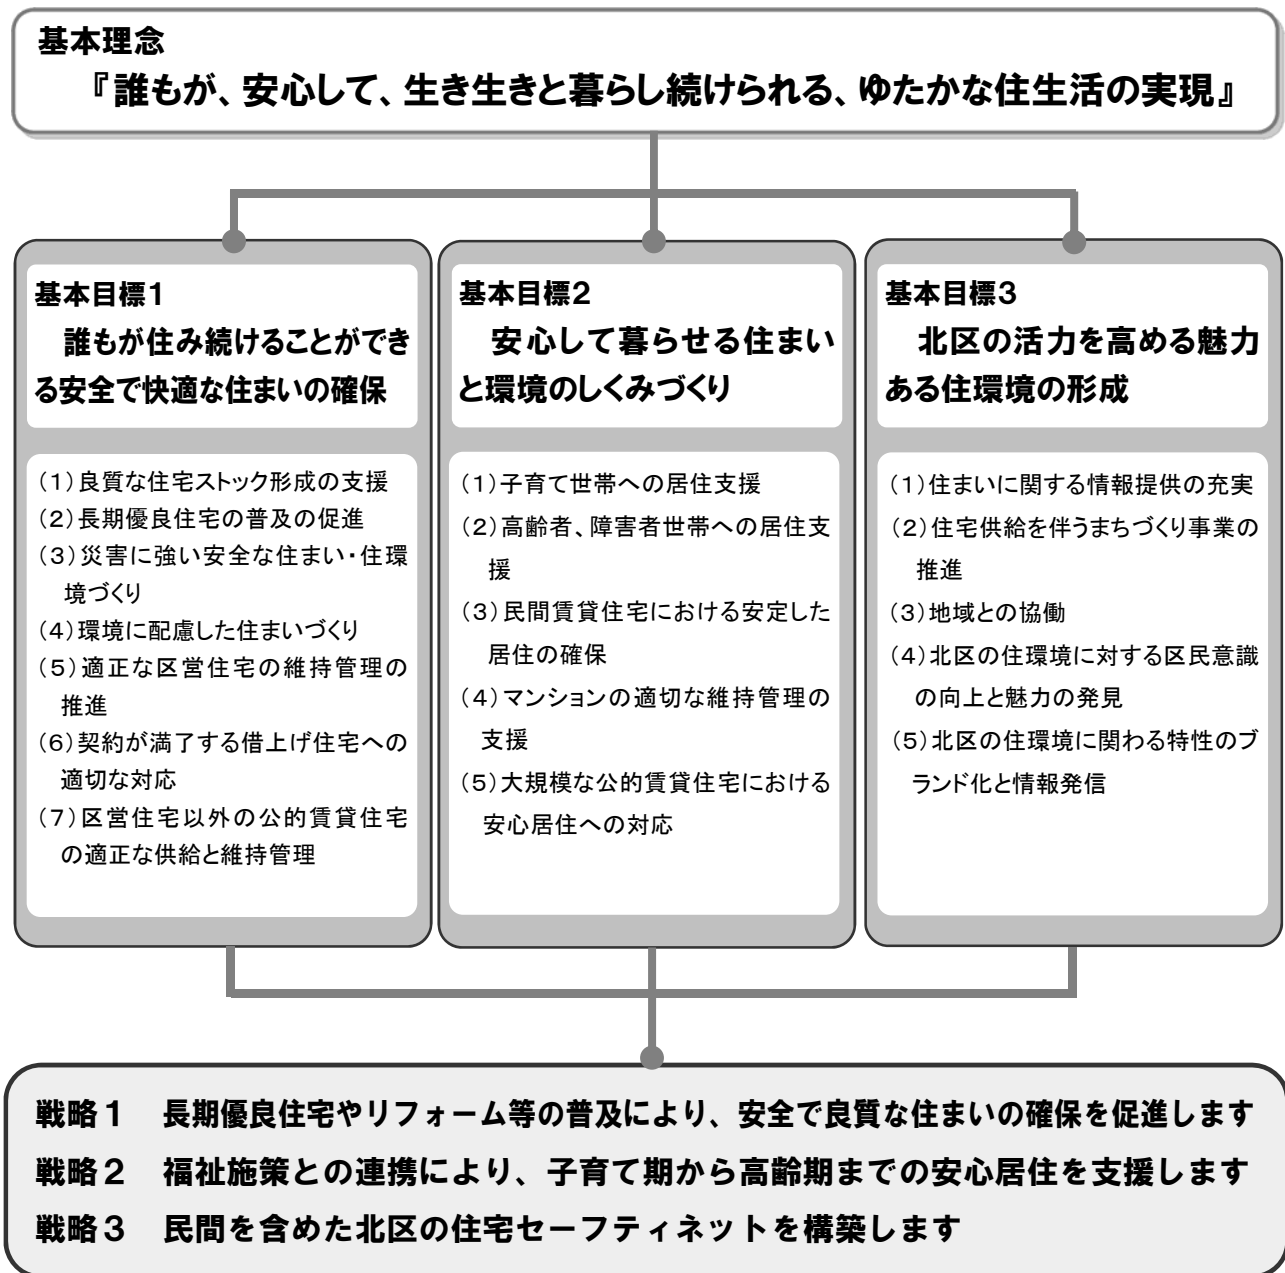 基本理念
『誰もが、安心して、生き生きと暮らし続けられる、ゆたかな住生活の実現』
基本目標1
誰もが住み続けることができ
る安全で快適な住まいの確保
(1)良質な住宅ストック形成の支援
(2)長期優良住宅の普及の促進
(3)災害に強い安全な住まい・住環
境づくり
(4)環境に配慮した住まいづくり
(5)適正な区営住宅の維持管理の
推進
(6)契約が満了する借上げ住宅への
適切な対応
(7)区営住宅以外の公的賃貸住宅
の適正な供給と維持管理
基本目標2
安心して暮らせる住まい
と環境のしくみづくり
(1)子育て世帯への居住支援
(2)高齢者、障害者世帯への居住支
援
(3)民間賃貸住宅における安定した
居住の確保
(4)マンションの適切な維持管理の
支援
(5)大規模な公的賃貸住宅における
安心居住への対応
基本目標3
北区の活力を高める魅力
ある住環境の形成
(1)住まいに関する情報提供の充実
(2)住宅供給を伴うまちづくり事業の
推進
(3)地域との協働
(4)北区の住環境に対する区民意識
の向上と魅力の発見
(5)北区の住環境に関わる特性のブ
ランド化と情報発信
戦略1 長期優良住宅やリフォーム等の普及により、安全で良質な住まいの確保を促進します
戦略2 福祉施策との連携により、子育て期から高齢期までの安心居住を支援します
戦略3 民間を含めた北区の住宅セーフティネットを構築します